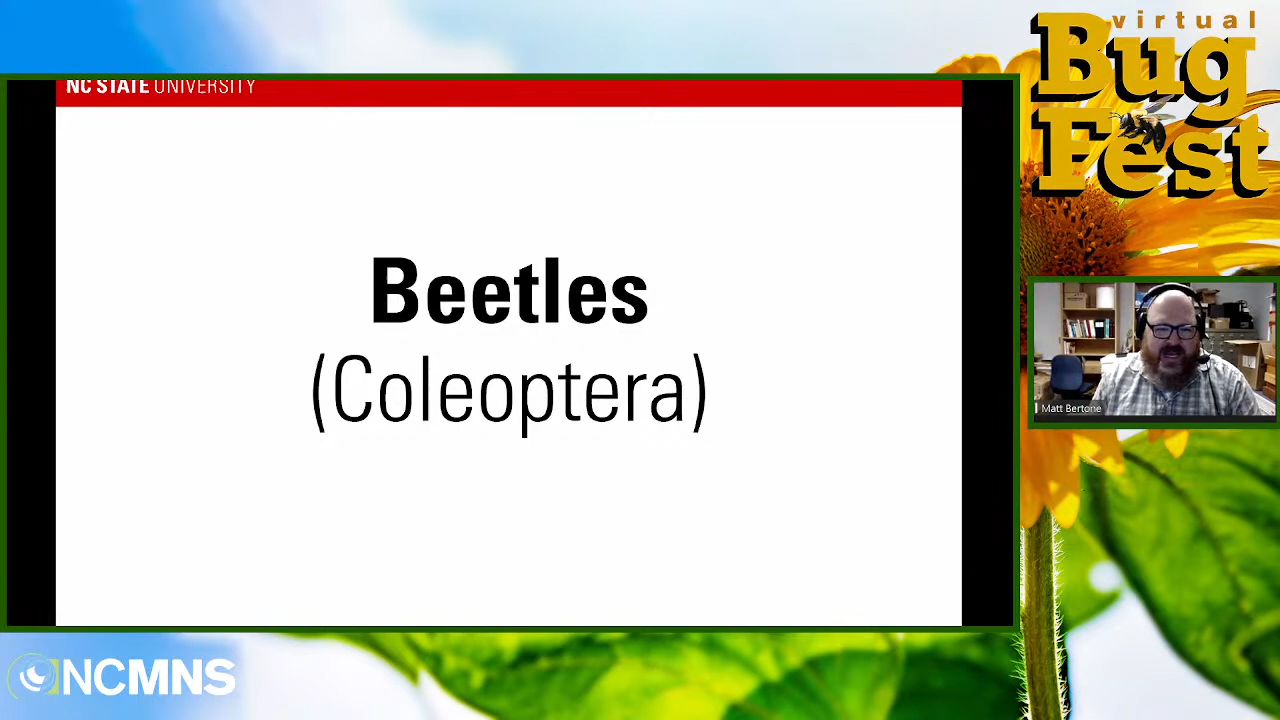 virtual
Bug
Fest
NC STATE UNIVERSITY
Beetles
(Coleoptera)
Matt Bertone
NCMNS